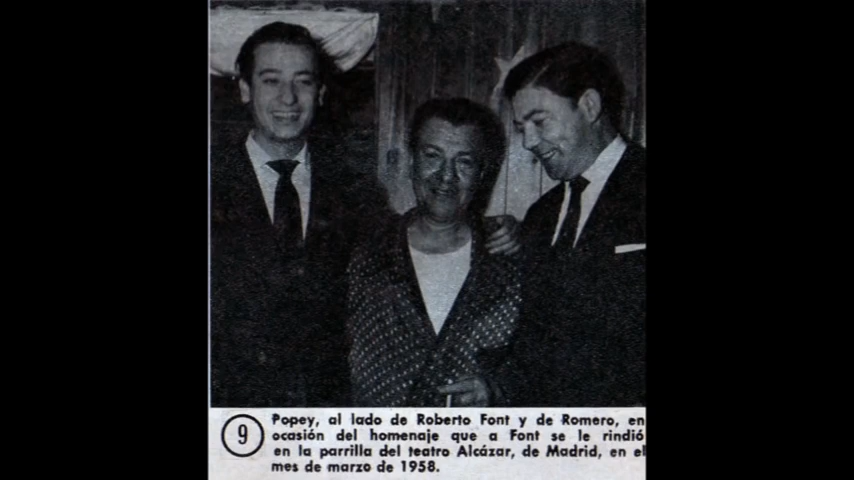 9
Popey, al lado de Roberto Font y de Romero, en
ocasión del homenaje que a Font se le rindió
en la parrilla del teatro Alcázar, de Madrid, en el
mes de marzo de 1958.